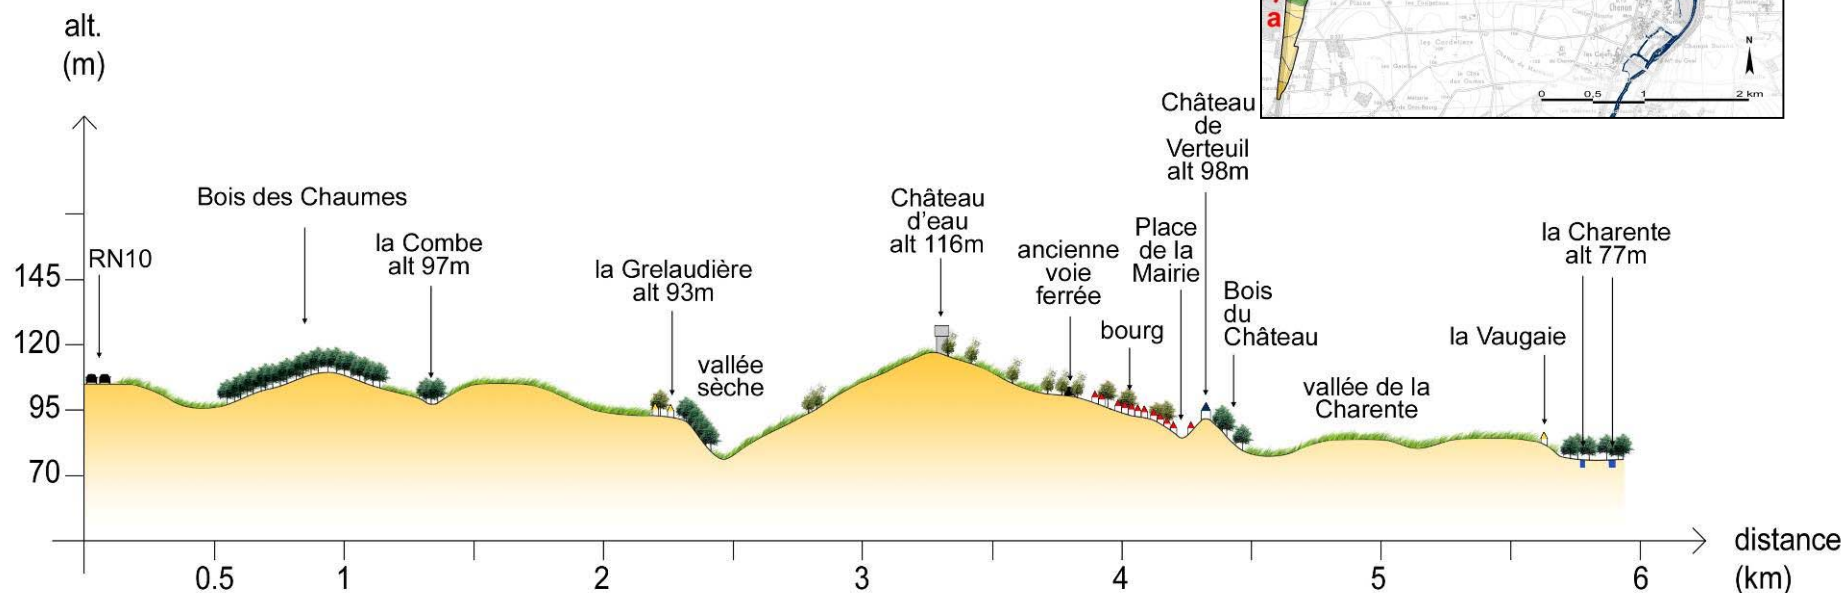 alt.
(m)
145
120
95
70
RN10
Bois des Chaumes
la Combe
alt 97m
la Grelaudière
alt 93m
vallée
sèche
Château
d'eau
alt 116m
ancienne
voie
ferrée
bourg
Place
de la
Mairie
Château
de
Verteuil
alt 98m
Bois
du
Château
vallée de la
Charente
la Vaugaie
la Charente
alt 77m
0.5
1
2
3
4
5
6
distance
(km)
a
N
0
0,5
1
2 km